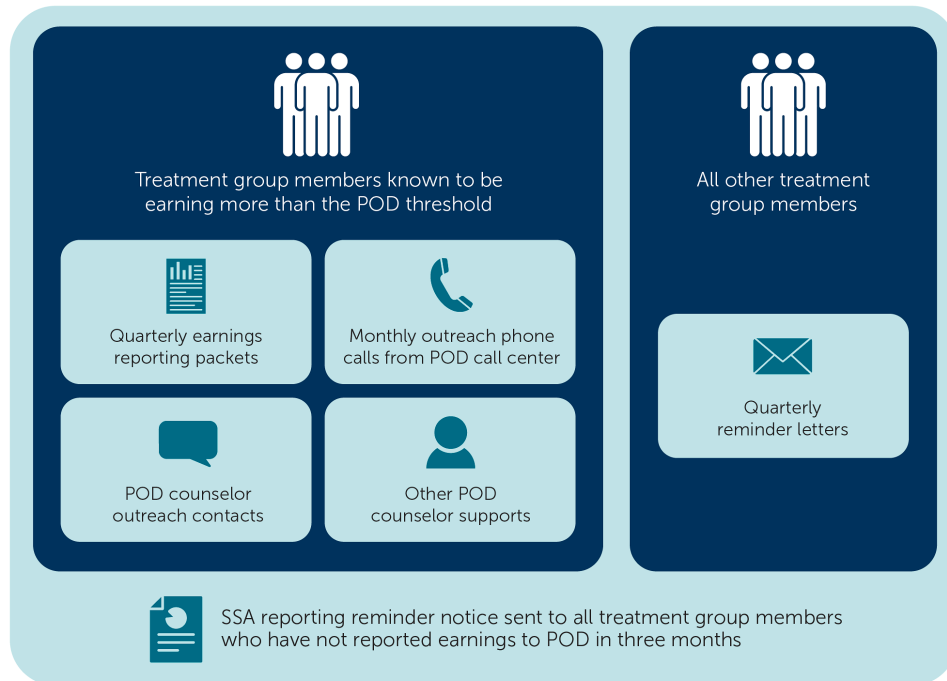 Treatment group members known to be
earning more than the POD threshold
Quarterly earnings
reporting packets
Monthly outreach phone
calls from POD call center
POD counselor
outreach contacts
Other POD
counselor supports
All other treatment
group members
Quarterly
reminder letters
SSA reporting reminder notice sent to all treatment group members
who have not reported earnings to POD in three months